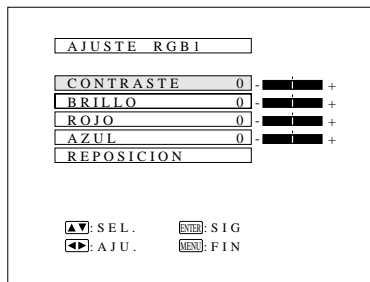 AJUSTE RGB1
CONTRASTE 0 - +
BRILLO 0 - +
ROJO 0 - +
AZUL 0 - +
REPOSICION
▲▼: SEL. ENTER: SIG
◀▶: AJU. MENU: FIN